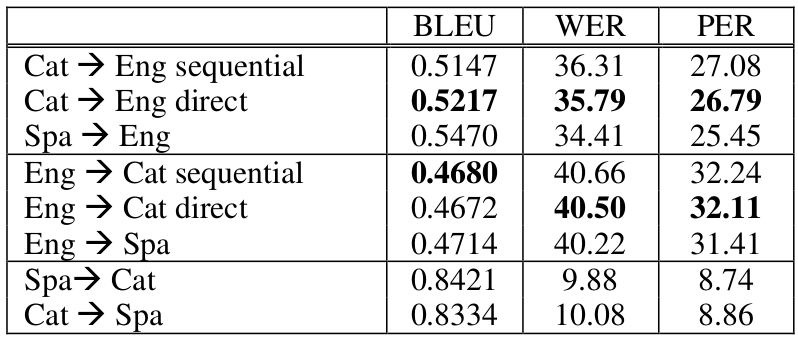 BLEU WER PER
Cat → Eng sequential 0.5147 36.31 27.08
Cat → Eng direct 0.5217 35.79 26.79
Spa → Eng 0.5470 34.41 25.45
Eng → Cat sequential 0.4680 40.66 32.24
Eng → Cat direct 0.4672 40.50 32.11
Eng → Spa 0.4714 40.22 31.41
Spa→ Cat 0.8421 9.88 8.74
Cat → Spa 0.8334 10.08 8.86